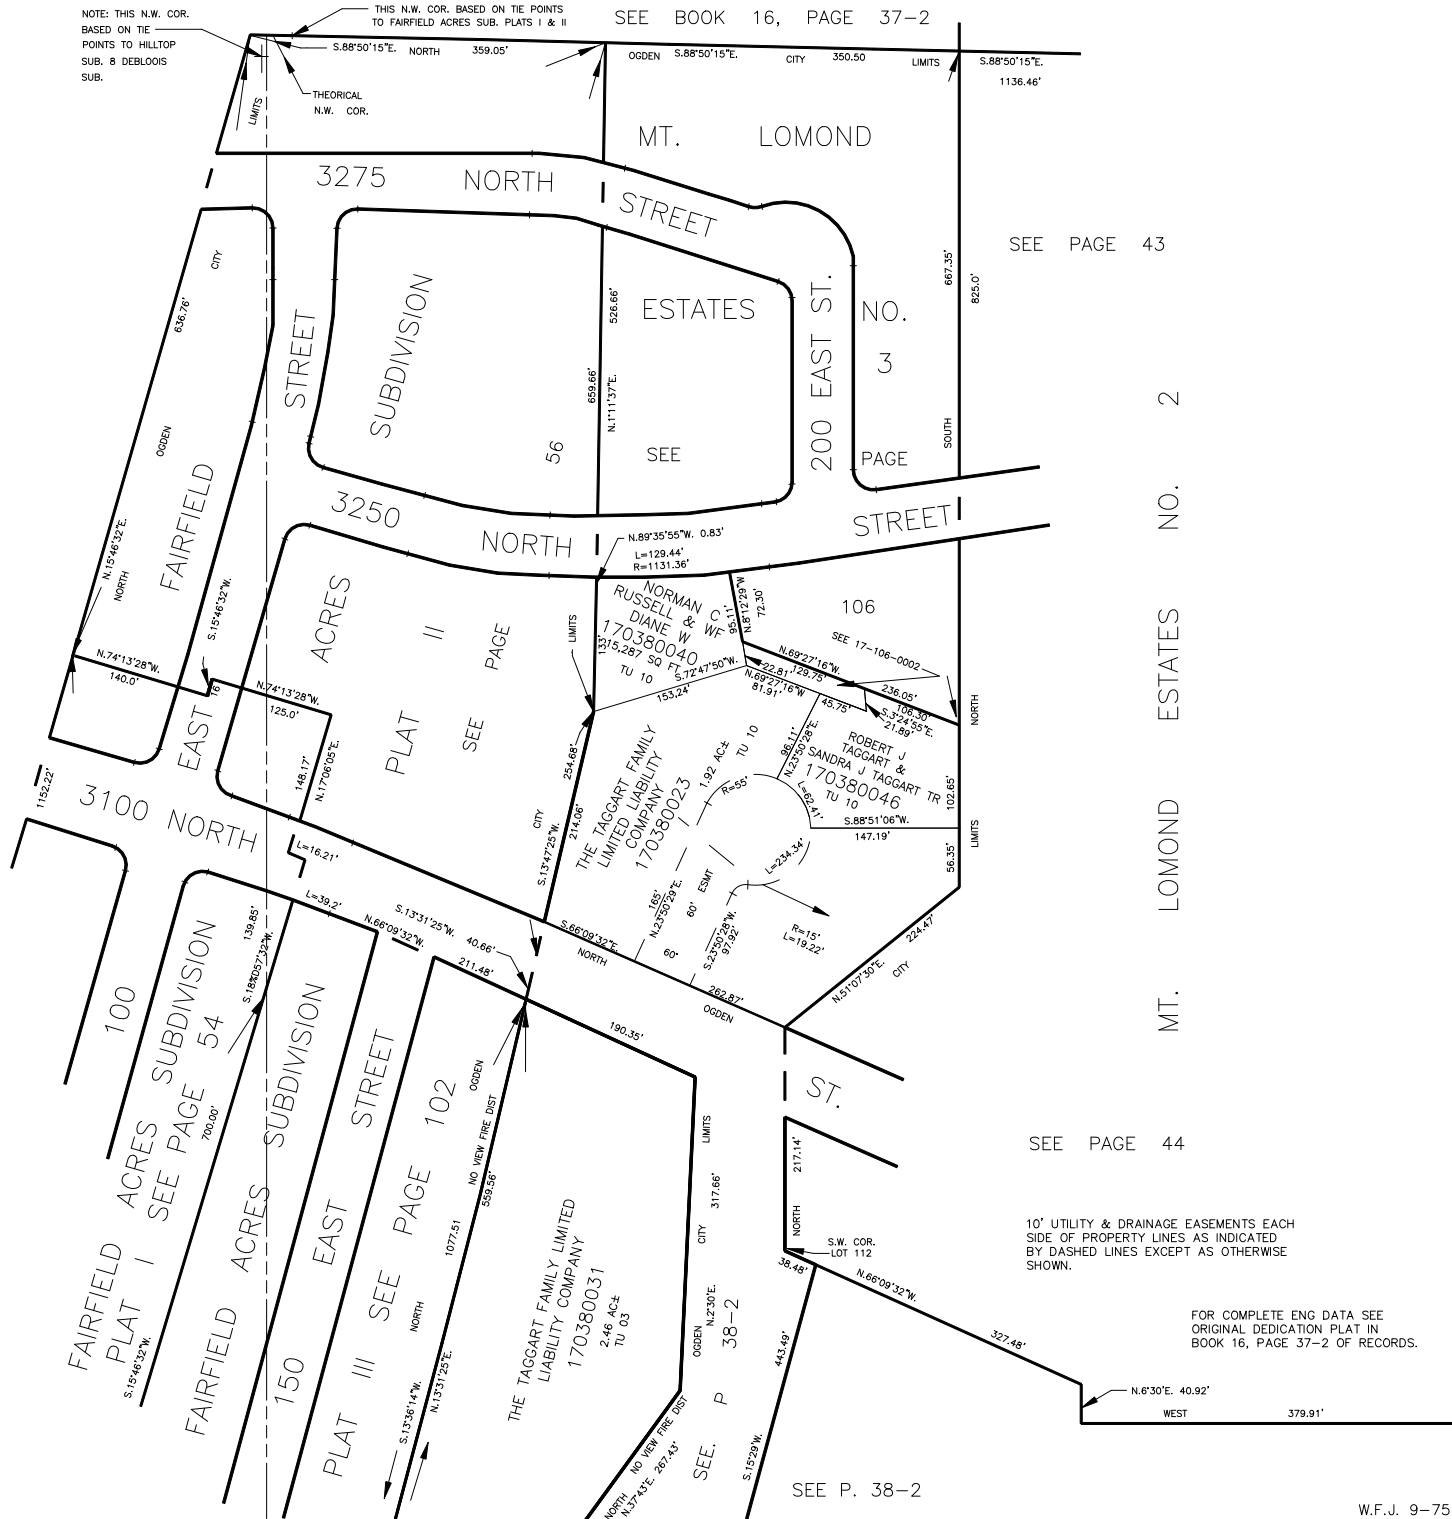 NOTE: THIS N.W. COR.
BASED ON TIE
POINTS TO HILLTOP
SUB. 8 DEBLOOIS
SUB.
THIS N.W. COR. BASED ON TIE POINTS
TO FAIRFIELD ACRES SUB. PLATS I & II
SEE BOOK 16, PAGE 37-2
S.88°50'15"E. NORTH 359.05'
OGDEN S.88°50'15"E. CITY 350.50 LIMITS
S.88°50'15"E.
1136.46'
THEORICAL
N.W. COR.
LIMITS
MT. LOMOND
3275 NORTH STREET
SEE PAGE 43
CITY
636.76'
OGDEN
N.15°46'32"E.
NORTH
FAIRFIELD
STREET
SUBDIVISION
56
526.66'
659.66'
N.1°11'37"E.
ESTATES
SEE
200 EAST ST.
NO.
3
PAGE
667.35'
825.0'
SOUTH
3250 NORTH STREET
N.89°35'55"W. 0.83'
L=129.44'
R=1131.36'
S.15°46'32"W.
N.74°13'28"W.
140.0'
16
N.74°13'28"W.
125.0'
148.17'
N.17°06'05"E.
EAST
ACRES
PLAT II
SEE PAGE
LIMITS
133'
NORMAN C
RUSSELL & WF
DIANE W
170380040
15,287 SQ FT
TU 10
95.11'
N.8°12'29"W.
72.30'
106
SEE 17-106-0002
N.69°27'16"W.
129.75'
236.05'
106.30'
22.81'
N.69°27'16"W.
81.91'
45.75'
S.3°24'55"E.
21.89'
S.72°47'50"W.
153.24'
NORTH
254.68'
214.06'
S.13°47'25"W.
CITY
THE TAGGART FAMILY
LIMITED LIABILITY
COMPANY
170380023
1.92 AC±
TU 10
96.11'
N.23°50'28"E.
ROBERT J
TAGGART &
SANDRA J TAGGART TR
170380046
TU 10
102.65'
R=55'
L=62.41'
S.88°51'06"W.
147.19'
LIMITS
56.35'
L=234.34'
165'
N.23°50'29"E.
60' ESMT
60'
S.23°50'28"W.
97.92'
R=15'
L=19.22'
224.47'
N.51°07'30"E.
CITY
1152.22'
3100 NORTH
L=16.21'
L=39.2'
N.66°09'32"W.
S.13°31'25"W. 40.66'
211.48'
S.66°09'32"E.
NORTH
262.87'
OGDEN
190.35'
ST.
139.85'
S.18%%D57'32"W.
100
FAIRFIELD ACRES SUBDIVISION
PLAT I SEE PAGE 54
700.00'
S.15°46'32"W.
FAIRFIELD ACRES SUBDIVISION
150 EAST STREET
PLAT III SEE PAGE 102
OGDEN
NO VIEW FIRE DIST
559.56'
1077.51
NORTH
S.13°36'14"W.
N.13°31'25"E.
THE TAGGART FAMILY LIMITED
LIABILITY COMPANY
170380031
2.46 AC±
TU 03
LIMITS
317.66'
CITY
N.2°30'E.
OGDEN
NO VIEW FIRE DIST
N.37°43'E. 267.43'
NORTH
SEE. P 38-2
217.14'
NORTH
S.W. COR.
LOT 112
38.48'
N.66°09'32"W.
327.48'
443.49'
S.15°29'W.
SEE P. 38-2
MT. LOMOND ESTATES NO. 2
SEE PAGE 44
10' UTILITY & DRAINAGE EASEMENTS EACH
SIDE OF PROPERTY LINES AS INDICATED
BY DASHED LINES EXCEPT AS OTHERWISE
SHOWN.
FOR COMPLETE ENG DATA SEE
ORIGINAL DEDICATION PLAT IN
BOOK 16, PAGE 37-2 OF RECORDS.
N.6°30'E. 40.92'
WEST 379.91'
W.F.J. 9-75